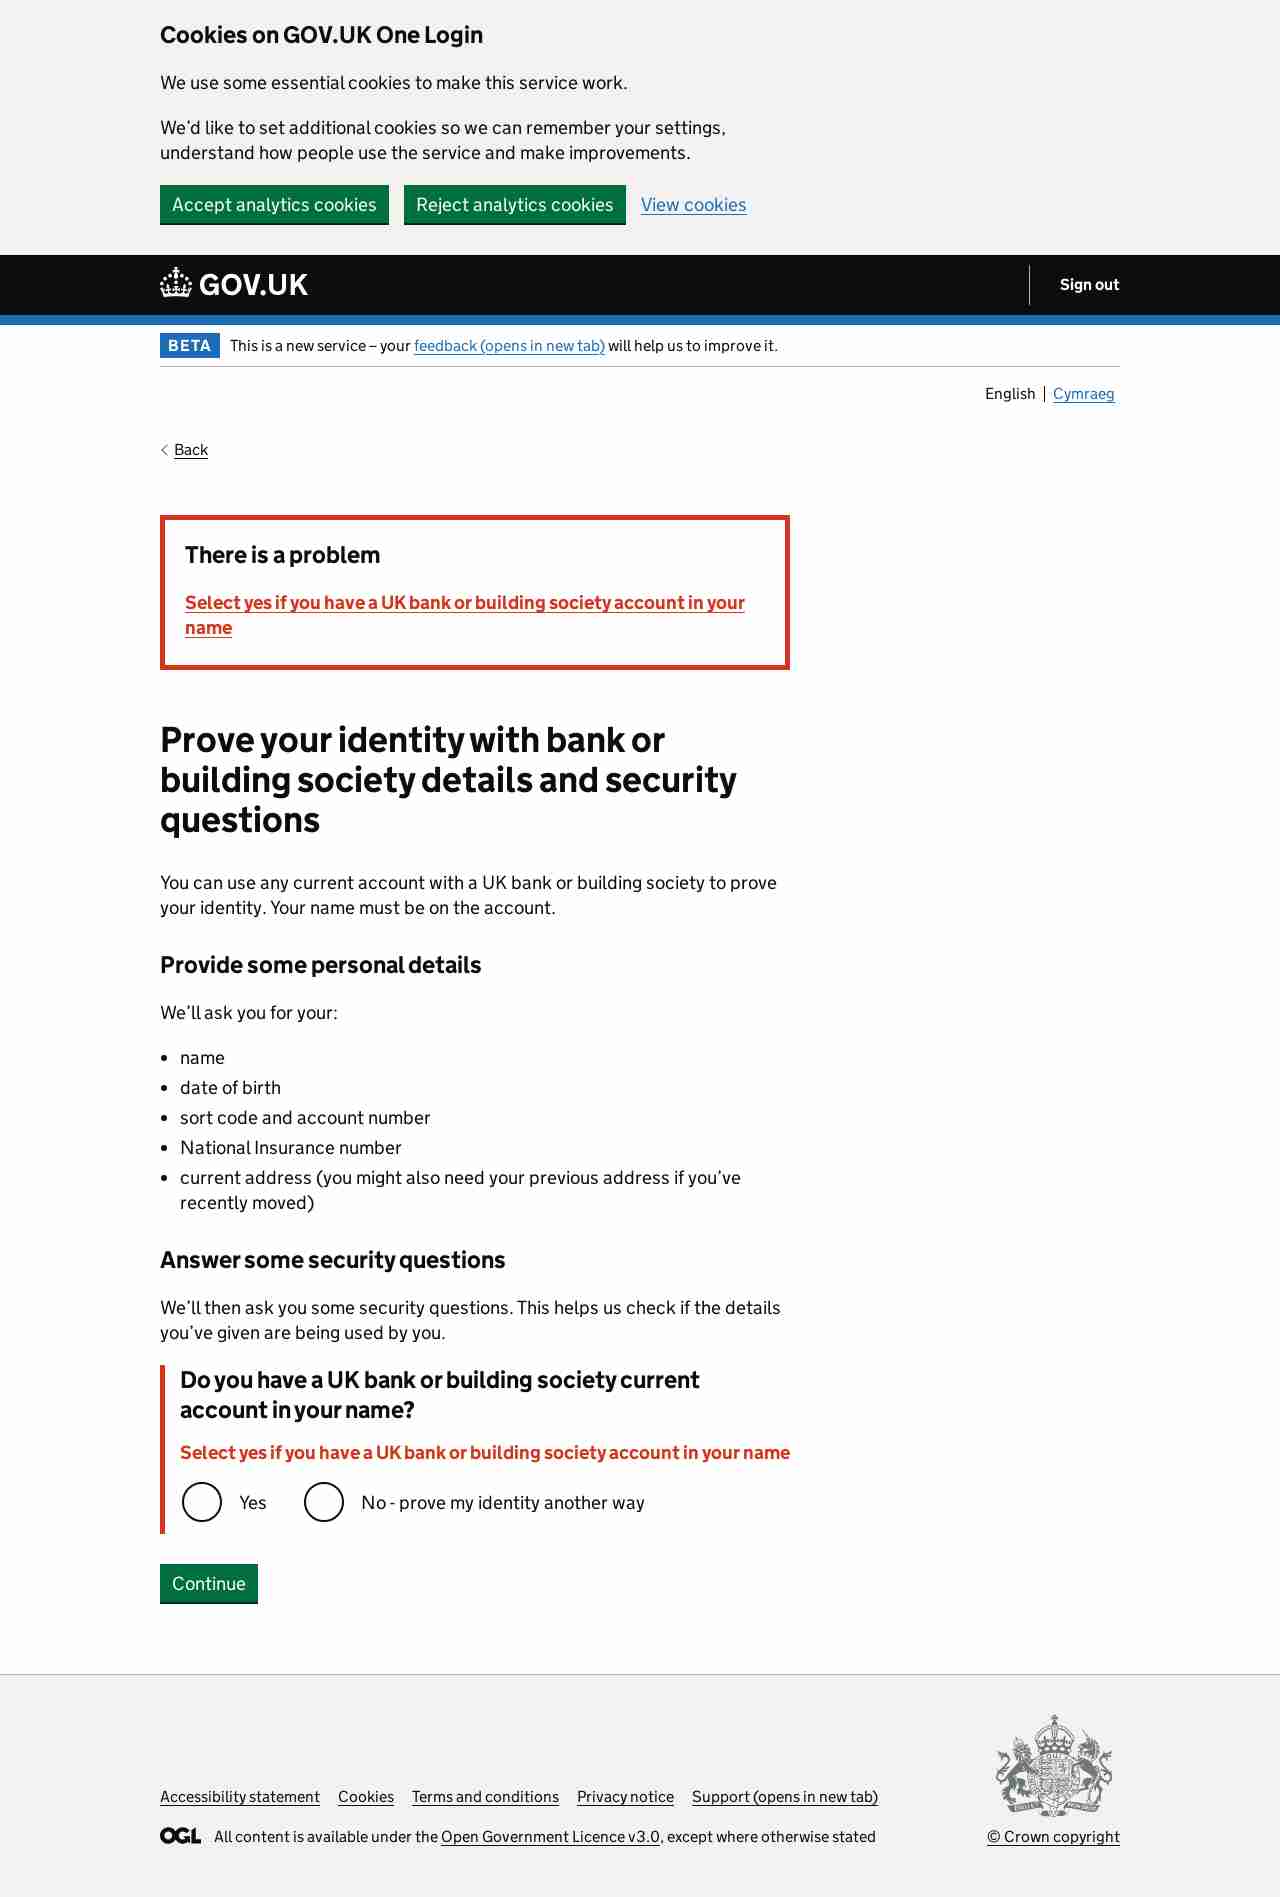 Cookies on GOV.UK One Login
We use some essential cookies to make this service work.
We’d like to set additional cookies so we can remember your settings,
understand how people use the service and make improvements.
Accept analytics cookies Reject analytics cookies View cookies
GOV.UK Sign out
BETA This is a new service – your feedback (opens in new tab) will help us to improve it.
English Cymraeg
Back
There is a problem
Select yes if you have a UK bank or building society account in your
name
Prove your identity with bank or
building society details and security
questions
You can use any current account with a UK bank or building society to prove
your identity. Your name must be on the account.
Provide some personal details
We’ll ask you for your:
• name
• date of birth
• sort code and account number
• National Insurance number
• current address (you might also need your previous address if you’ve
recently moved)
Answer some security questions
We’ll then ask you some security questions. This helps us check if the details
you’ve given are being used by you.
Do you have a UK bank or building society current
account in your name?
Select yes if you have a UK bank or building society account in your name
Yes No - prove my identity another way
Continue
Accessibility statement Cookies Terms and conditions Privacy notice Support (opens in new tab)
OGL All content is available under the Open Government Licence v3.0, except where otherwise stated
© Crown copyright